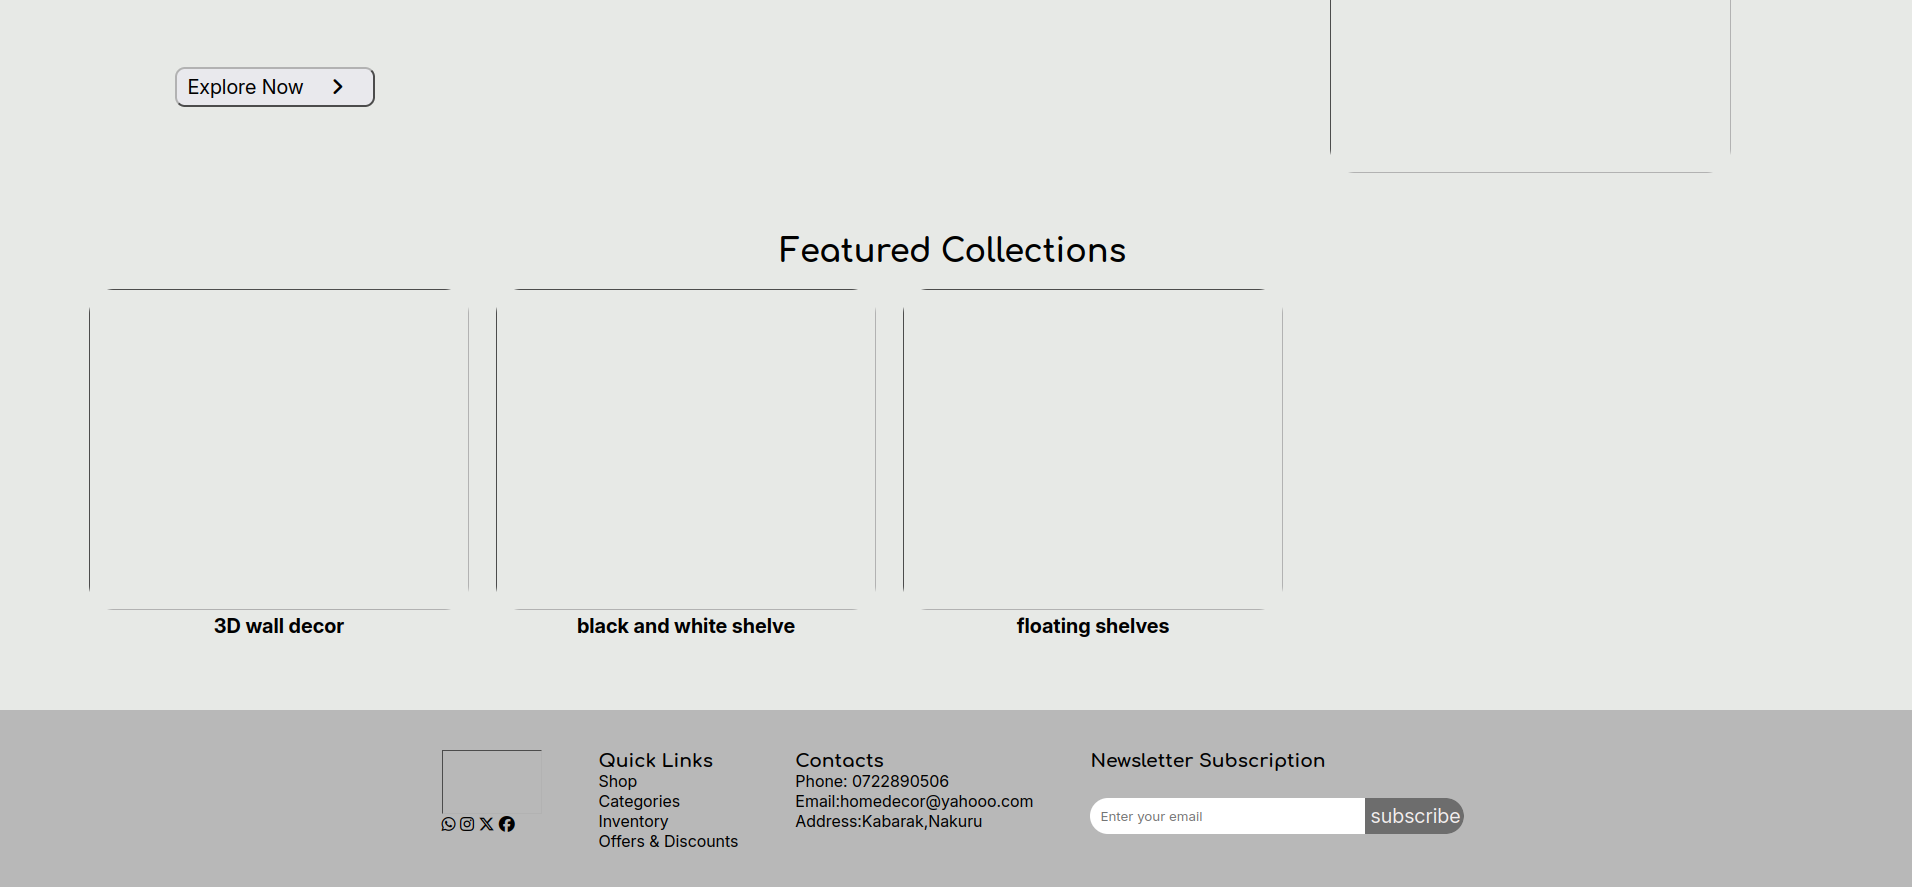 Explore Now
Featured Collections
3D wall decor
black and white shelve
floating shelves
Quick Links
Shop
Categories
Inventory
Offers & Discounts
Contacts
Phone: 0722890506
Email:homedecor@yahooo.com
Address:Kabarak,Nakuru
Newsletter Subscription
Enter your email
subscribe